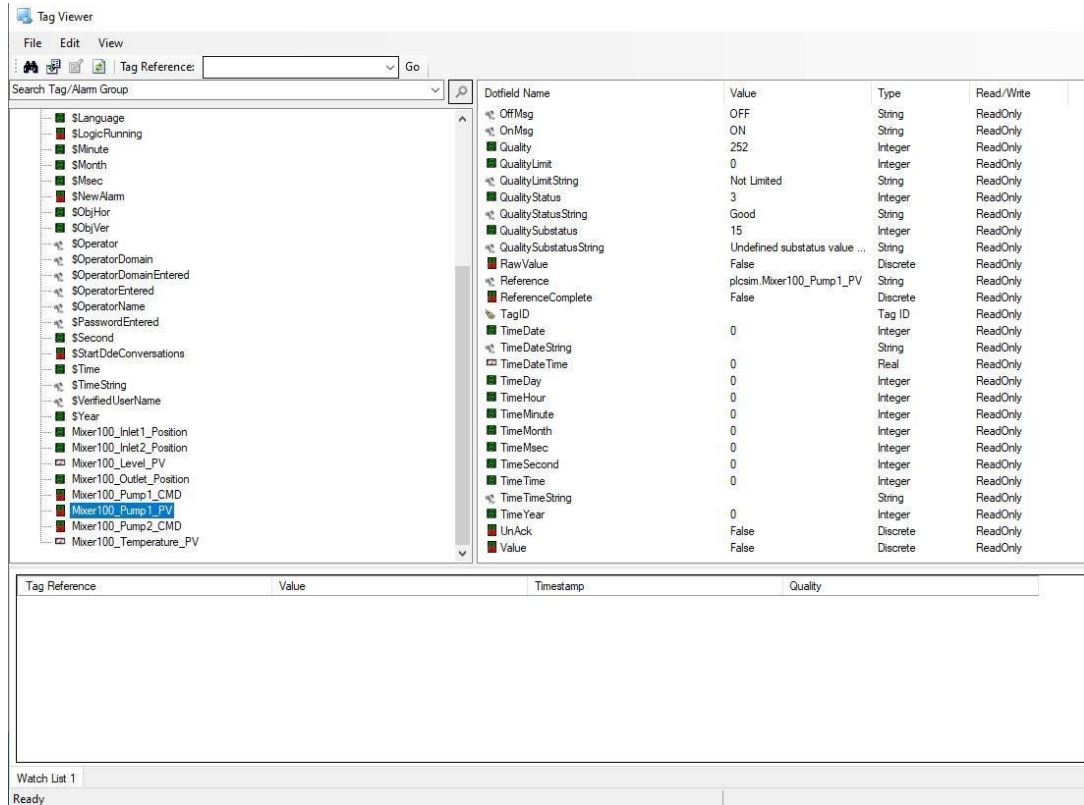 Tag Viewer
File Edit View
Tag Reference: Go
Search Tag/Alarm Group
$Language
$LogicRunning
$Minute
$Month
$Msec
$NewAlarm
$ObjHor
$ObjVer
$Operator
$OperatorDomain
$OperatorDomainEntered
$OperatorEntered
$OperatorName
$PasswordEntered
$Second
$StartDdeConversations
$Time
$TimeString
$VerifiedUserName
$Year
Mixer100_Inlet1_Position
Mixer100_Inlet2_Position
Mixer100_Level_PV
Mixer100_Outlet_Position
Mixer100_Pump1_CMD
Mixer100_Pump1_PV
Mixer100_Pump2_CMD
Mixer100_Temperature_PV
Dotfield Name Value Type Read/Write
OffMsg OFF String ReadOnly
OnMsg ON String ReadOnly
Quality 252 Integer ReadOnly
QualityLimit 0 Integer ReadOnly
QualityLimitString Not Limited String ReadOnly
QualityStatus 3 Integer ReadOnly
QualityStatusString Good String ReadOnly
QualitySubstatus 15 Integer ReadOnly
QualitySubstatusString Undefined substatus value ... String ReadOnly
RawValue False Discrete ReadOnly
Reference plcsim.Mixer100_Pump1_PV String ReadOnly
ReferenceComplete False Discrete ReadOnly
TagID Tag ID ReadOnly
TimeDate 0 Integer ReadOnly
TimeDateString String ReadOnly
TimeDateTime 0 Real ReadOnly
TimeDay 0 Integer ReadOnly
TimeHour 0 Integer ReadOnly
TimeMinute 0 Integer ReadOnly
TimeMonth 0 Integer ReadOnly
TimeMsec 0 Integer ReadOnly
TimeSecond 0 Integer ReadOnly
TimeTime 0 Integer ReadOnly
TimeTimeString String ReadOnly
TimeYear 0 Integer ReadOnly
UnAck False Discrete ReadOnly
Value False Discrete ReadOnly
Tag Reference Value Timestamp Quality
Watch List 1
Ready